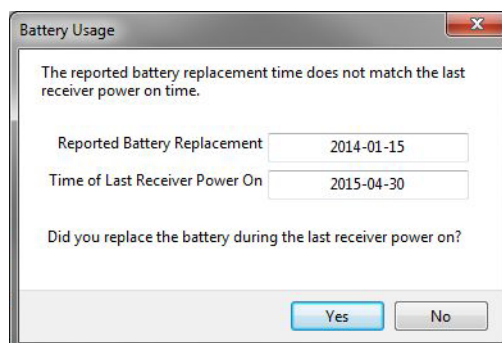 Battery Usage
The reported battery replacement time does not match the last
receiver power on time.
Reported Battery Replacement 2014-01-15
Time of Last Receiver Power On 2015-04-30
Did you replace the battery during the last receiver power on?
Yes No